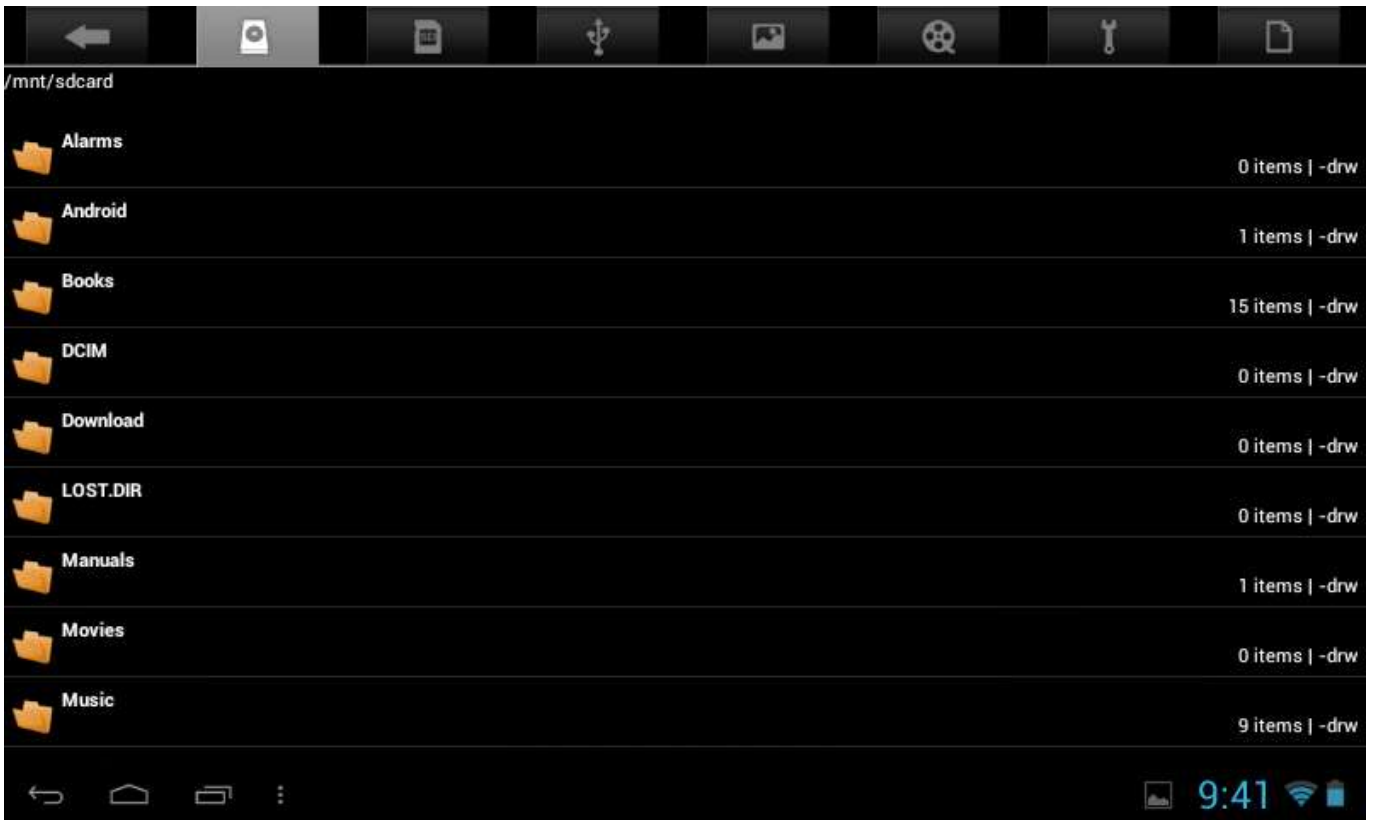 /mnt/sdcard
Alarms
0 items | -drw
Android
1 items | -drw
Books
15 items | -drw
DCIM
0 items | -drw
Download
0 items | -drw
LOST.DIR
0 items | -drw
Manuals
1 items | -drw
Movies
0 items | -drw
Music
9 items | -drw
9:41